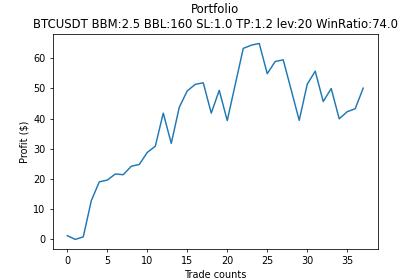 Portfolio
BTCUSDT BBM:2.5 BBL:160 SL:1.0 TP:1.2 lev:20 WinRatio:74.0
60
50
40
30
20
10
0
Profit ($)
0 5 10 15 20 25 30 35
Trade counts